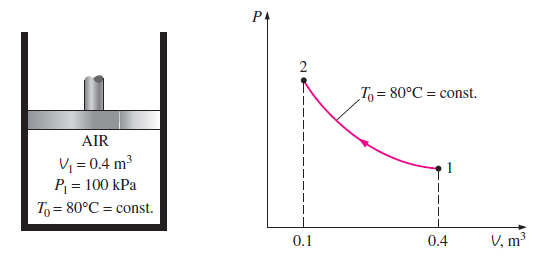 AIR
V₁ = 0.4 m³
P₁ = 100 kPa
T₀ = 80°C = const.
P
2
T₀ = 80°C = const.
1
0.1
0.4
V, m³